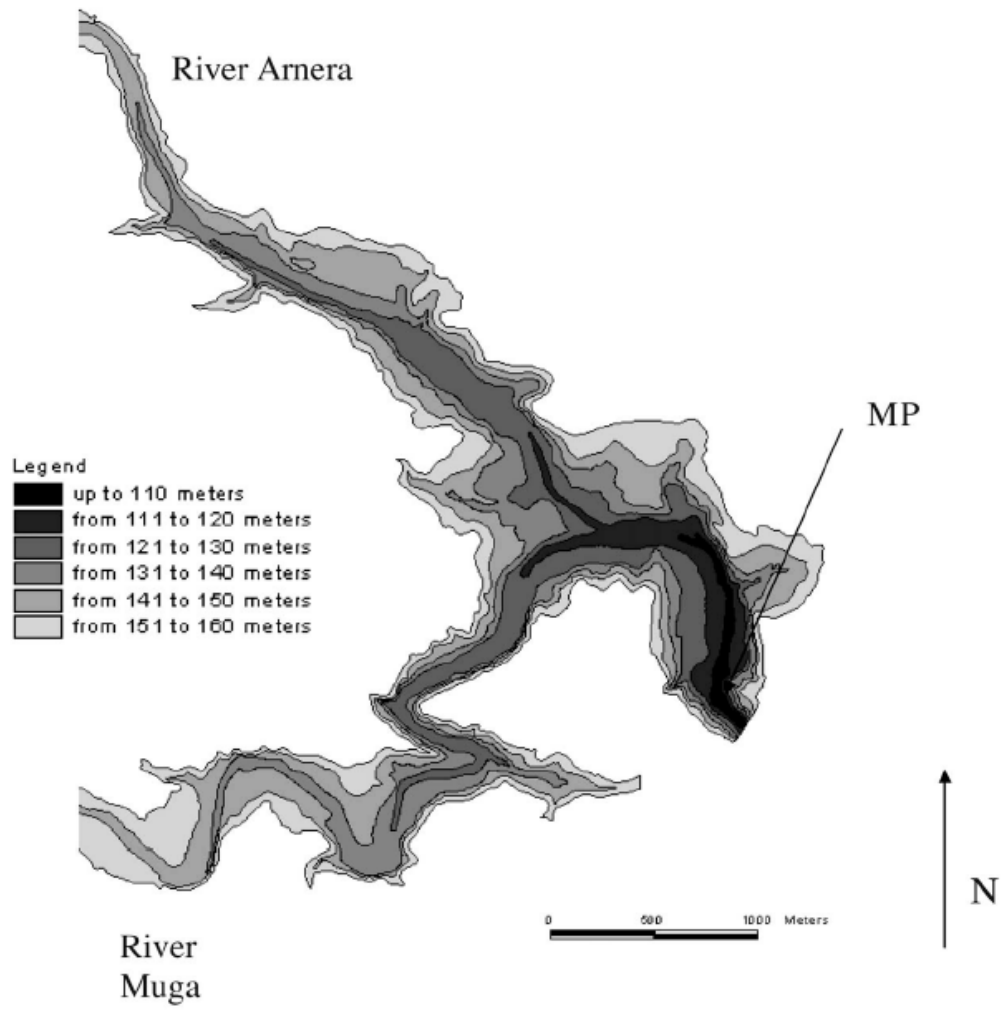 River Arnera
MP
Legend
up to 110 meters
from 111 to 120 meters
from 121 to 130 meters
from 131 to 140 meters
from 141 to 150 meters
from 151 to 160 meters
0 500 1000 Meters
N
River
Muga